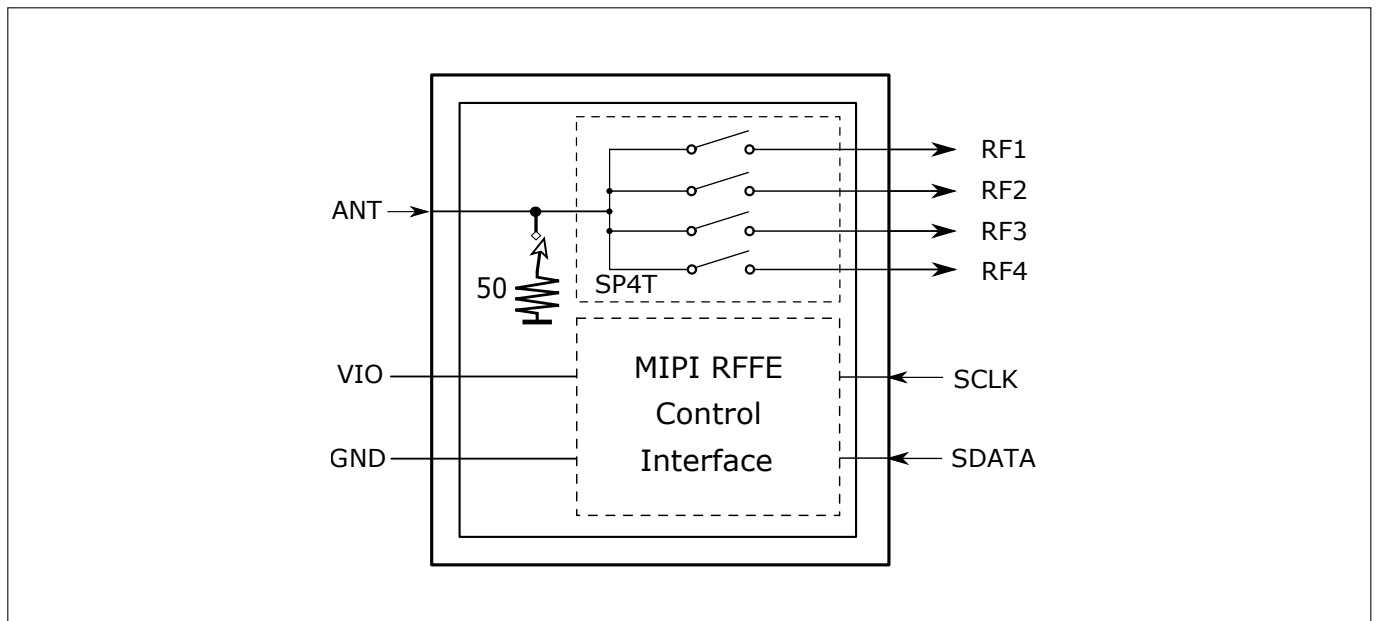 RF1
RF2
ANT
RF3
RF4
50
SP4T
MIPI RFFE
VIO
SCLK
Control
GND
Interface
SDATA